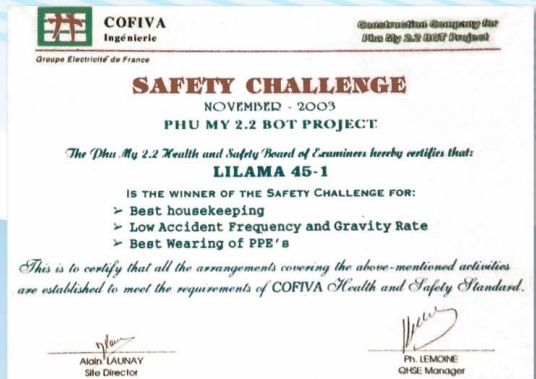 COFIVA
Ingénierie
Groupe Electricité de France
Construction Company for
Phu My 2.2 BOT Project
SAFETY CHALLENGE
NOVEMBER - 2003
PHU MY 2.2 BOT PROJECT
The Phu My 2.2 Health and Safety Board of Examiners hereby certifies that:
LILAMA 45-1
IS THE WINNER OF THE SAFETY CHALLENGE FOR:
➢ Best housekeeping
➢ Low Accident Frequency and Gravity Rate
➢ Best Wearing of PPE's
This is to certify that all the arrangements covering the above-mentioned activities
are established to meet the requirements of COFIVA Health and Safety Standard.
Alain LAUNAY
Site Director
Ph. LEMOINE
QHSE Manager